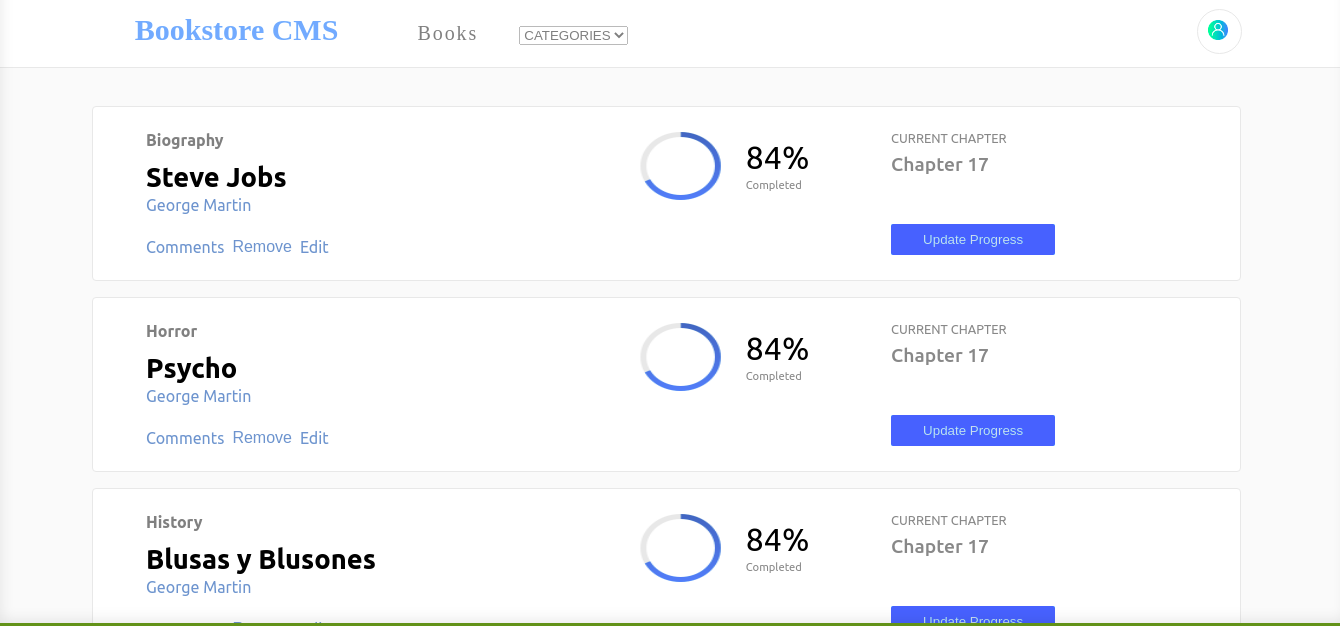 Bookstore CMS Books CATEGORIES
Biography
Steve Jobs
George Martin
Comments Remove Edit
84%
Completed
CURRENT CHAPTER
Chapter 17
Update Progress
Horror
Psycho
George Martin
Comments Remove Edit
84%
Completed
CURRENT CHAPTER
Chapter 17
Update Progress
History
Blusas y Blusones
George Martin
84%
Completed
CURRENT CHAPTER
Chapter 17
Update Progress